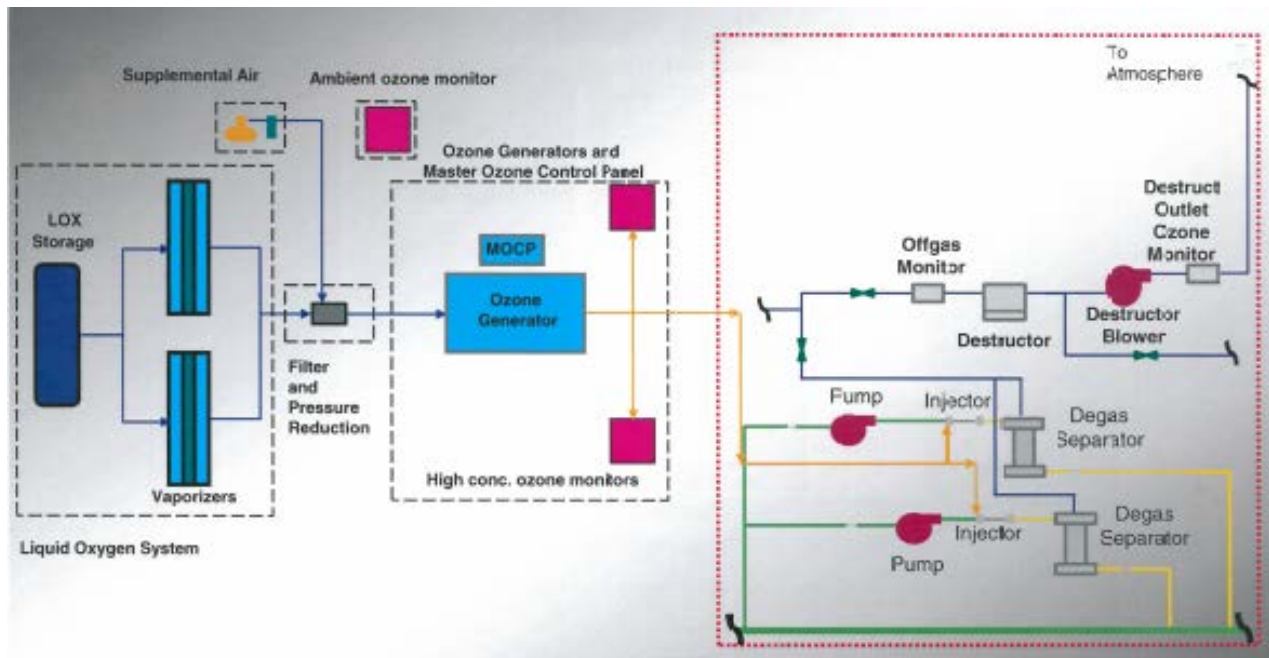 Supplemental Air
Ambient ozone monitor
To
Atmosphere
Ozone Generators and
Master Ozone Control Panel
LOX
Storage
Destruct
Outlet
Ozone
Monitor
Offgas
Monitor
MOCP
Ozone
Generator
Destructor
Destructor
Blower
Filter
and
Pressure
Reduction
Pump
Injector
Degas
Separator
Vaporizers
High conc. ozone monitors
Degas
Separator
Injector
Pump
Liquid Oxygen System